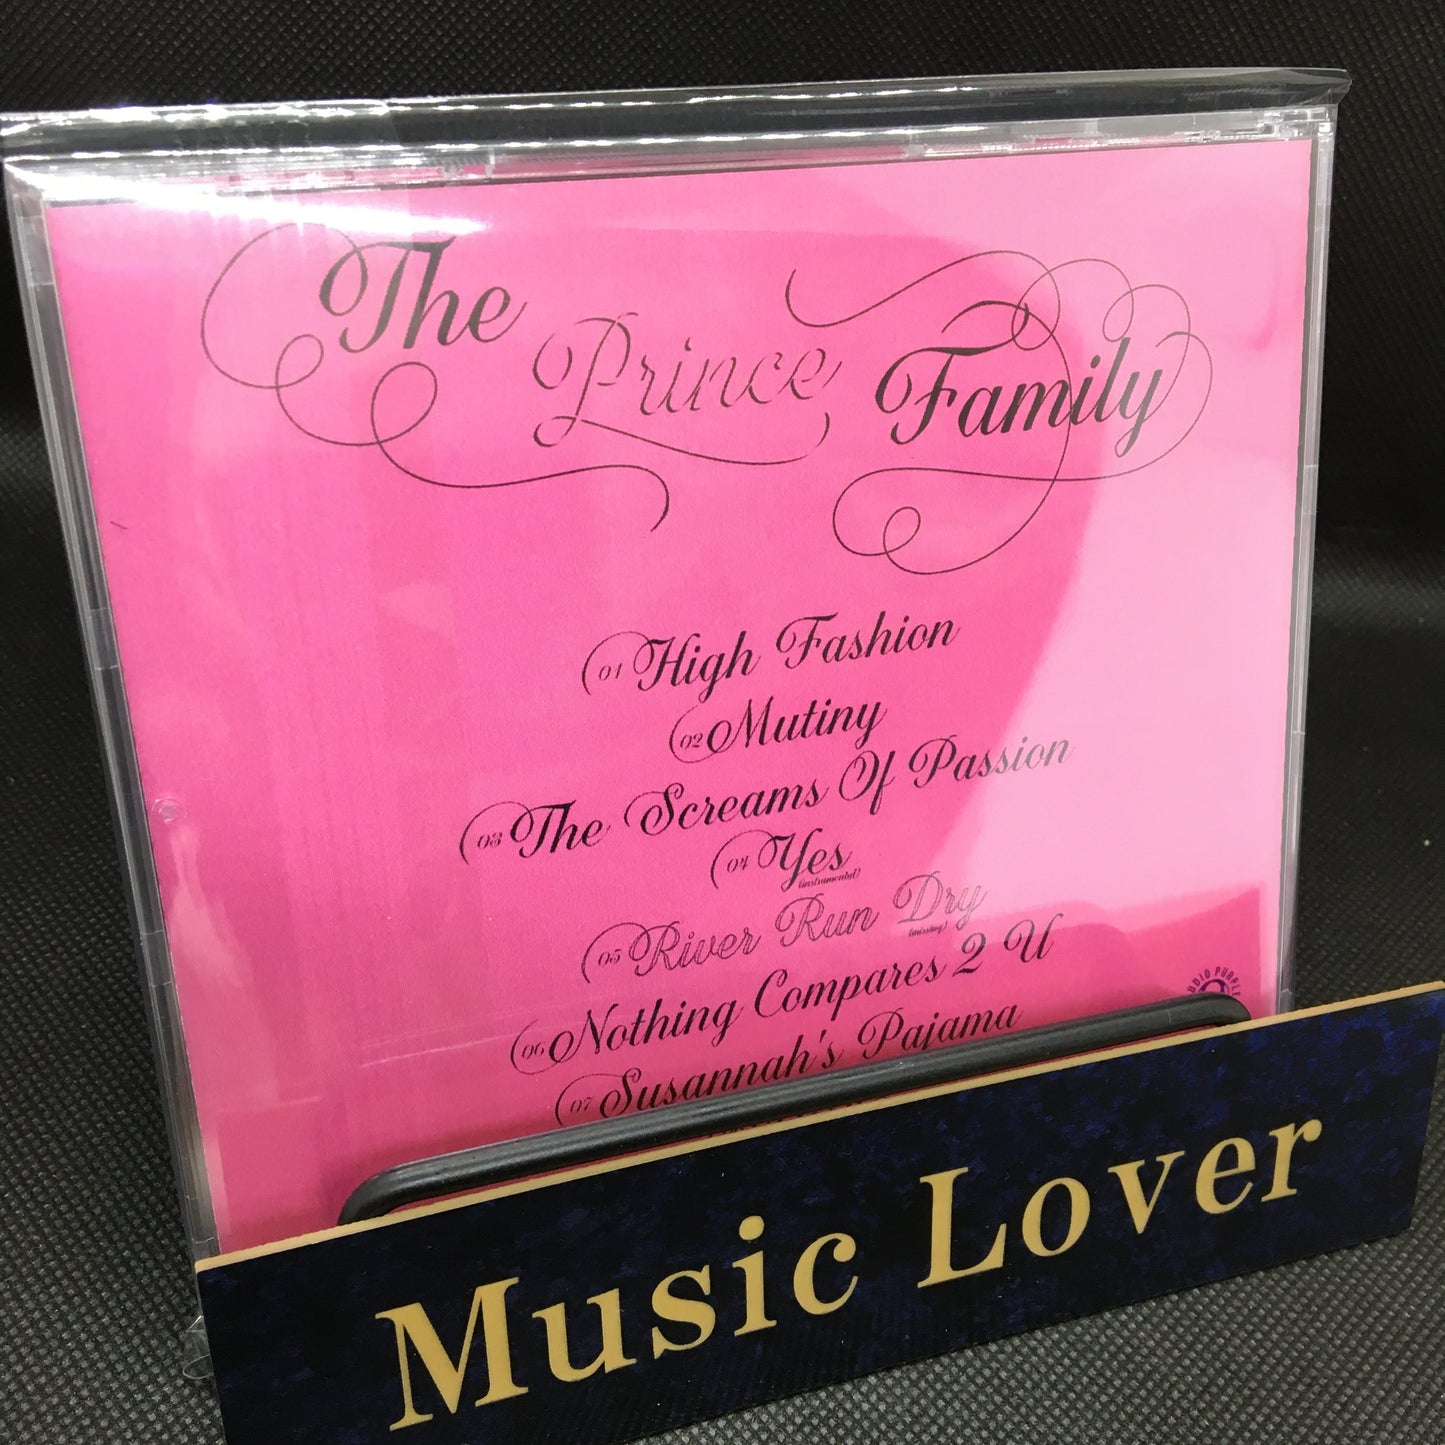 The Prince Family
01 High Fashion
02 Mutiny
03 The Screams Of Passion
04 Yes
(instrumental)
05 River Run Dry
(missing)
06 Nothing Compares 2 U
07 Susannah's Pajama
Music Lover